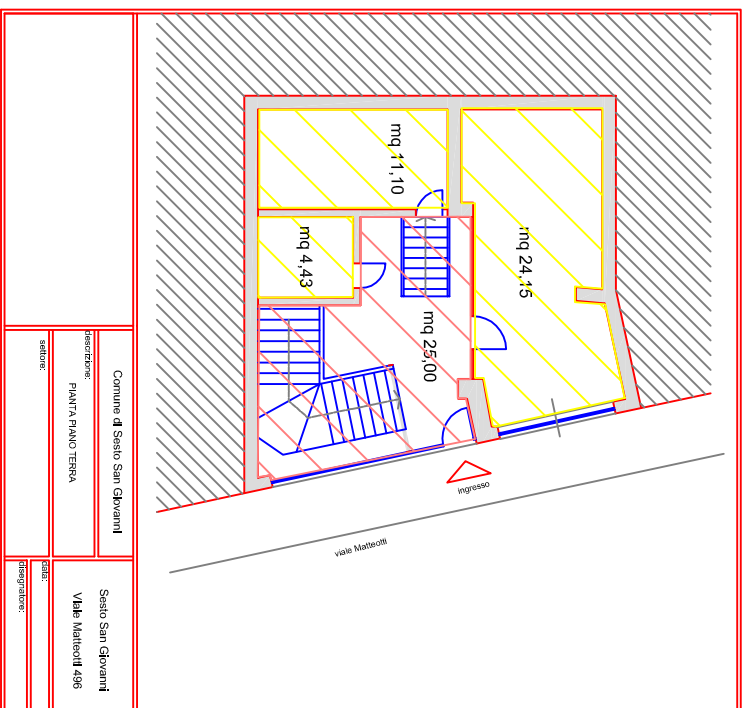 mq 11,10
mq 4,43
mq 24,15
mq 25,00
ingresso
viale Matteotti
Comune di Sesto San Giovanni
descrizione:
PIANTA PIANO TERRA
settore:
Sesto San Giovanni
Viale Matteotti 496
data:
disegnatore: